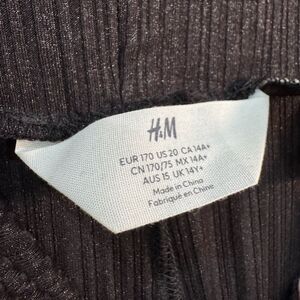 H&M
EUR 170 US 20 CA 14A+
CN 170/75 MX 14A+
AUS 15, UK 14Y+
Made in China
Fabriqué en Chine